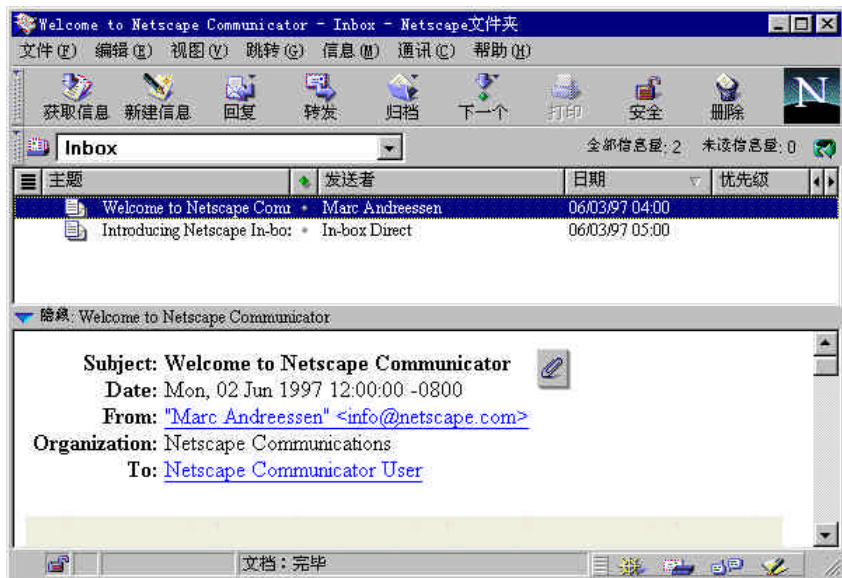 Welcome to Netscape Communicator - Inbox - Netscape文件夹
文件(F) 编辑(E) 视图(V) 跳转(G) 信息(M) 通讯(C) 帮助(H)
获取信息 新建信息 回复 转发 归档 下一个 打印 安全 删除
N
Inbox 全部信息量: 2 未读信息量: 0
主题 发送者 日期 优先级
Welcome to Netscape Comm Marc Andreessen 06/03/97 04:00
Introducing Netscape In-bo: In-box Direct 06/03/97 05:00
隐藏: Welcome to Netscape Communicator
Subject: Welcome to Netscape Communicator
Date: Mon, 02 Jun 1997 12:00:00 -0800
From: "Marc Andreessen" <info@netscape.com>
Organization: Netscape Communications
To: Netscape Communicator User
文档：完毕